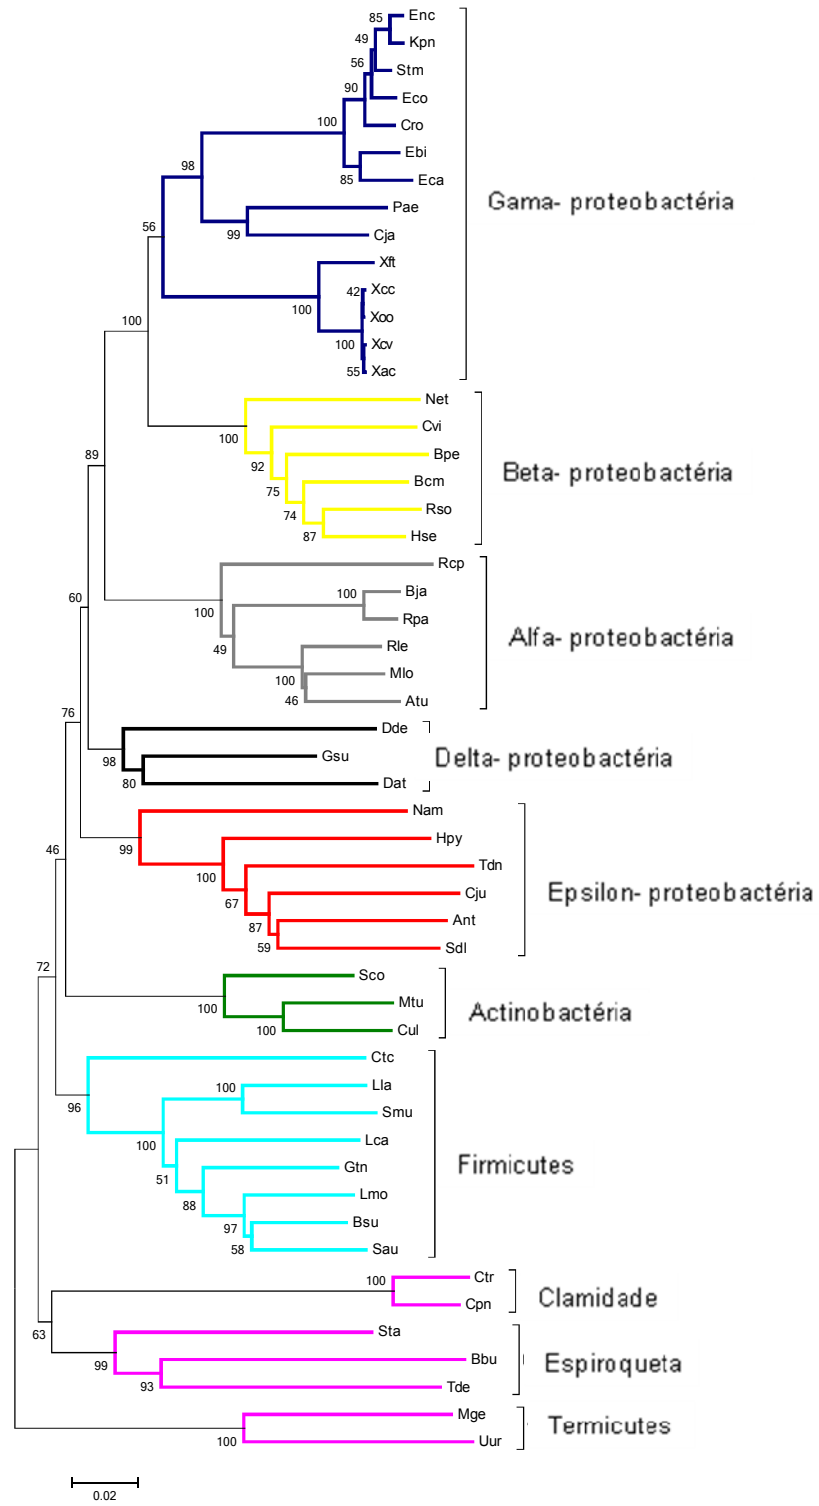 85
Enc
49
Kpn
56
Stm
90
Eco
100
Cro
Ebi
98
85
Eca
Gama- proteobactéria
Pae
56
99
Cja
Xft
42
Xcc
100
Xoo
100
100
Xcv
55
Xac
Net
100
Cvi
89
92
Bpe
Beta- proteobactéria
75
Bcm
74
Rso
87
Hse
Rcp
60
100
100
Bja
Rpa
Alfa- proteobactéria
49
Rle
100
Mlo
46
Atu
76
Dde
98
Gsu
Delta- proteobactéria
80
Dat
Nam
46
99
Hpy
100
Tdn
67
Cju
Epsilon- proteobactéria
87
Ant
59
Sdl
72
Sco
100
Mtu
Actinobactéria
100
Cul
Ctc
96
100
Lla
Smu
100
Lca
51
Gtn
Firmicutes
88
Lmo
97
Bsu
58
Sau
100
Ctr
Clamidade
Cpn
63
Sta
99
Bbu
Espiroqueta
93
Tde
Mge
Termicutes
100
Uur
0.02